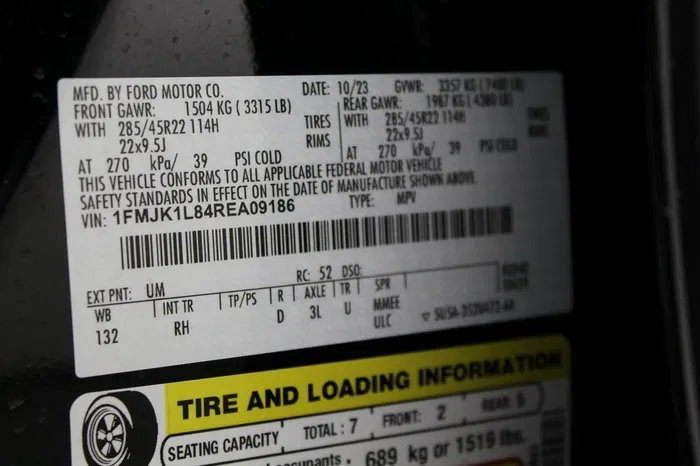 MFD. BY FORD MOTOR CO. DATE: 10/23 GVWR: 3357 KG ( 7400 LB)
FRONT GAWR: 1504 KG ( 3315 LB) REAR GAWR: 1987 KG ( 4380 LB)
WITH 285/45R22 114H TIRES WITH 285/45R22 114H TIRES
22x9.5J RIMS 22x9.5J RIMS
AT 270 kPa/ 39 PSI COLD AT 270 kPa/ 39 PSI COLD
THIS VEHICLE CONFORMS TO ALL APPLICABLE FEDERAL MOTOR VEHICLE
SAFETY STANDARDS IN EFFECT ON THE DATE OF MANUFACTURE SHOWN ABOVE.
VIN: 1FMJK1L84REA09186 TYPE: MPV
EXT PNT: UM RC: 52 DSO:
WB INT TR TP/PS R AXLE TR SPR
132 RH D 3L U MMEE
ULC
TIRE AND LOADING INFORMATION
SEATING CAPACITY TOTAL: 7 FRONT: 2 REAR: 5
689 kg or 1519 lbs.